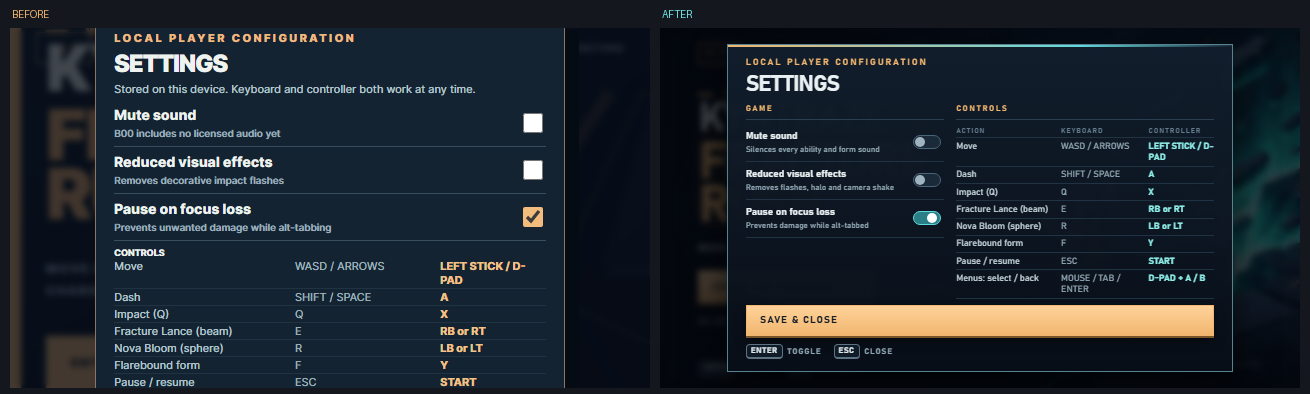 BEFORE
LOCAL PLAYER CONFIGURATION
SETTINGS
Stored on this device. Keyboard and controller both work at any time.
Mute sound
B00 includes no licensed audio yet
Reduced visual effects
Removes decorative impact flashes
Pause on focus loss
Prevents unwanted damage while alt-tabbing
CONTROLS
Move WASD / ARROWS LEFT STICK / D-
PAD
Dash SHIFT / SPACE A
Impact (Q) Q X
Fracture Lance (beam) E RB or RT
Nova Bloom (sphere) R LB or LT
Flarebound form F Y
Pause / resume ESC START
AFTER
LOCAL PLAYER CONFIGURATION
SETTINGS
GAME
Mute sound
Silences every ability and form sound
Reduced visual effects
Removes flashes, halo and camera shake
Pause on focus loss
Prevents damage while alt-tabbed
CONTROLS
ACTION KEYBOARD CONTROLLER
Move WASD / ARROWS LEFT STICK / D-
PAD
Dash SHIFT / SPACE A
Impact (Q) Q X
Fracture Lance (beam) E RB or RT
Nova Bloom (sphere) R LB or LT
Flarebound form F Y
Pause / resume ESC START
Menus: select / back MOUSE / TAB / D-PAD + A / B
ENTER
SAVE & CLOSE
ENTER TOGGLE ESC CLOSE